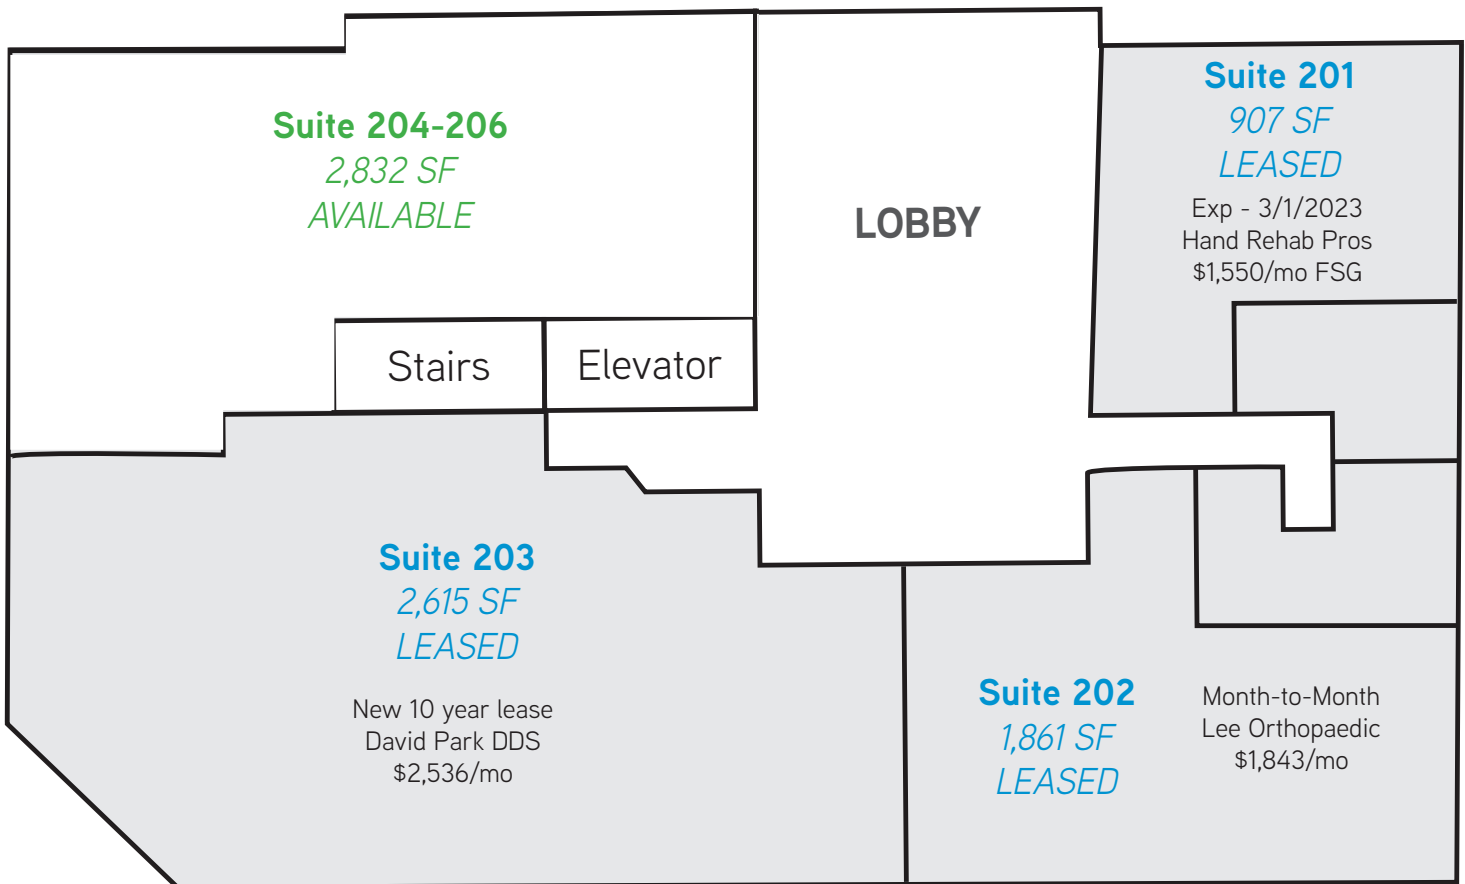 Suite 204-206
2,832 SF
AVAILABLE
LOBBY
Suite 201
907 SF
LEASED
Exp - 3/1/2023
Hand Rehab Pros
$1,550/mo FSG
Stairs
Elevator
Suite 203
2,615 SF
LEASED
New 10 year lease
David Park DDS
$2,536/mo
Suite 202
1,861 SF
LEASED
Month-to-Month
Lee Orthopaedic
$1,843/mo